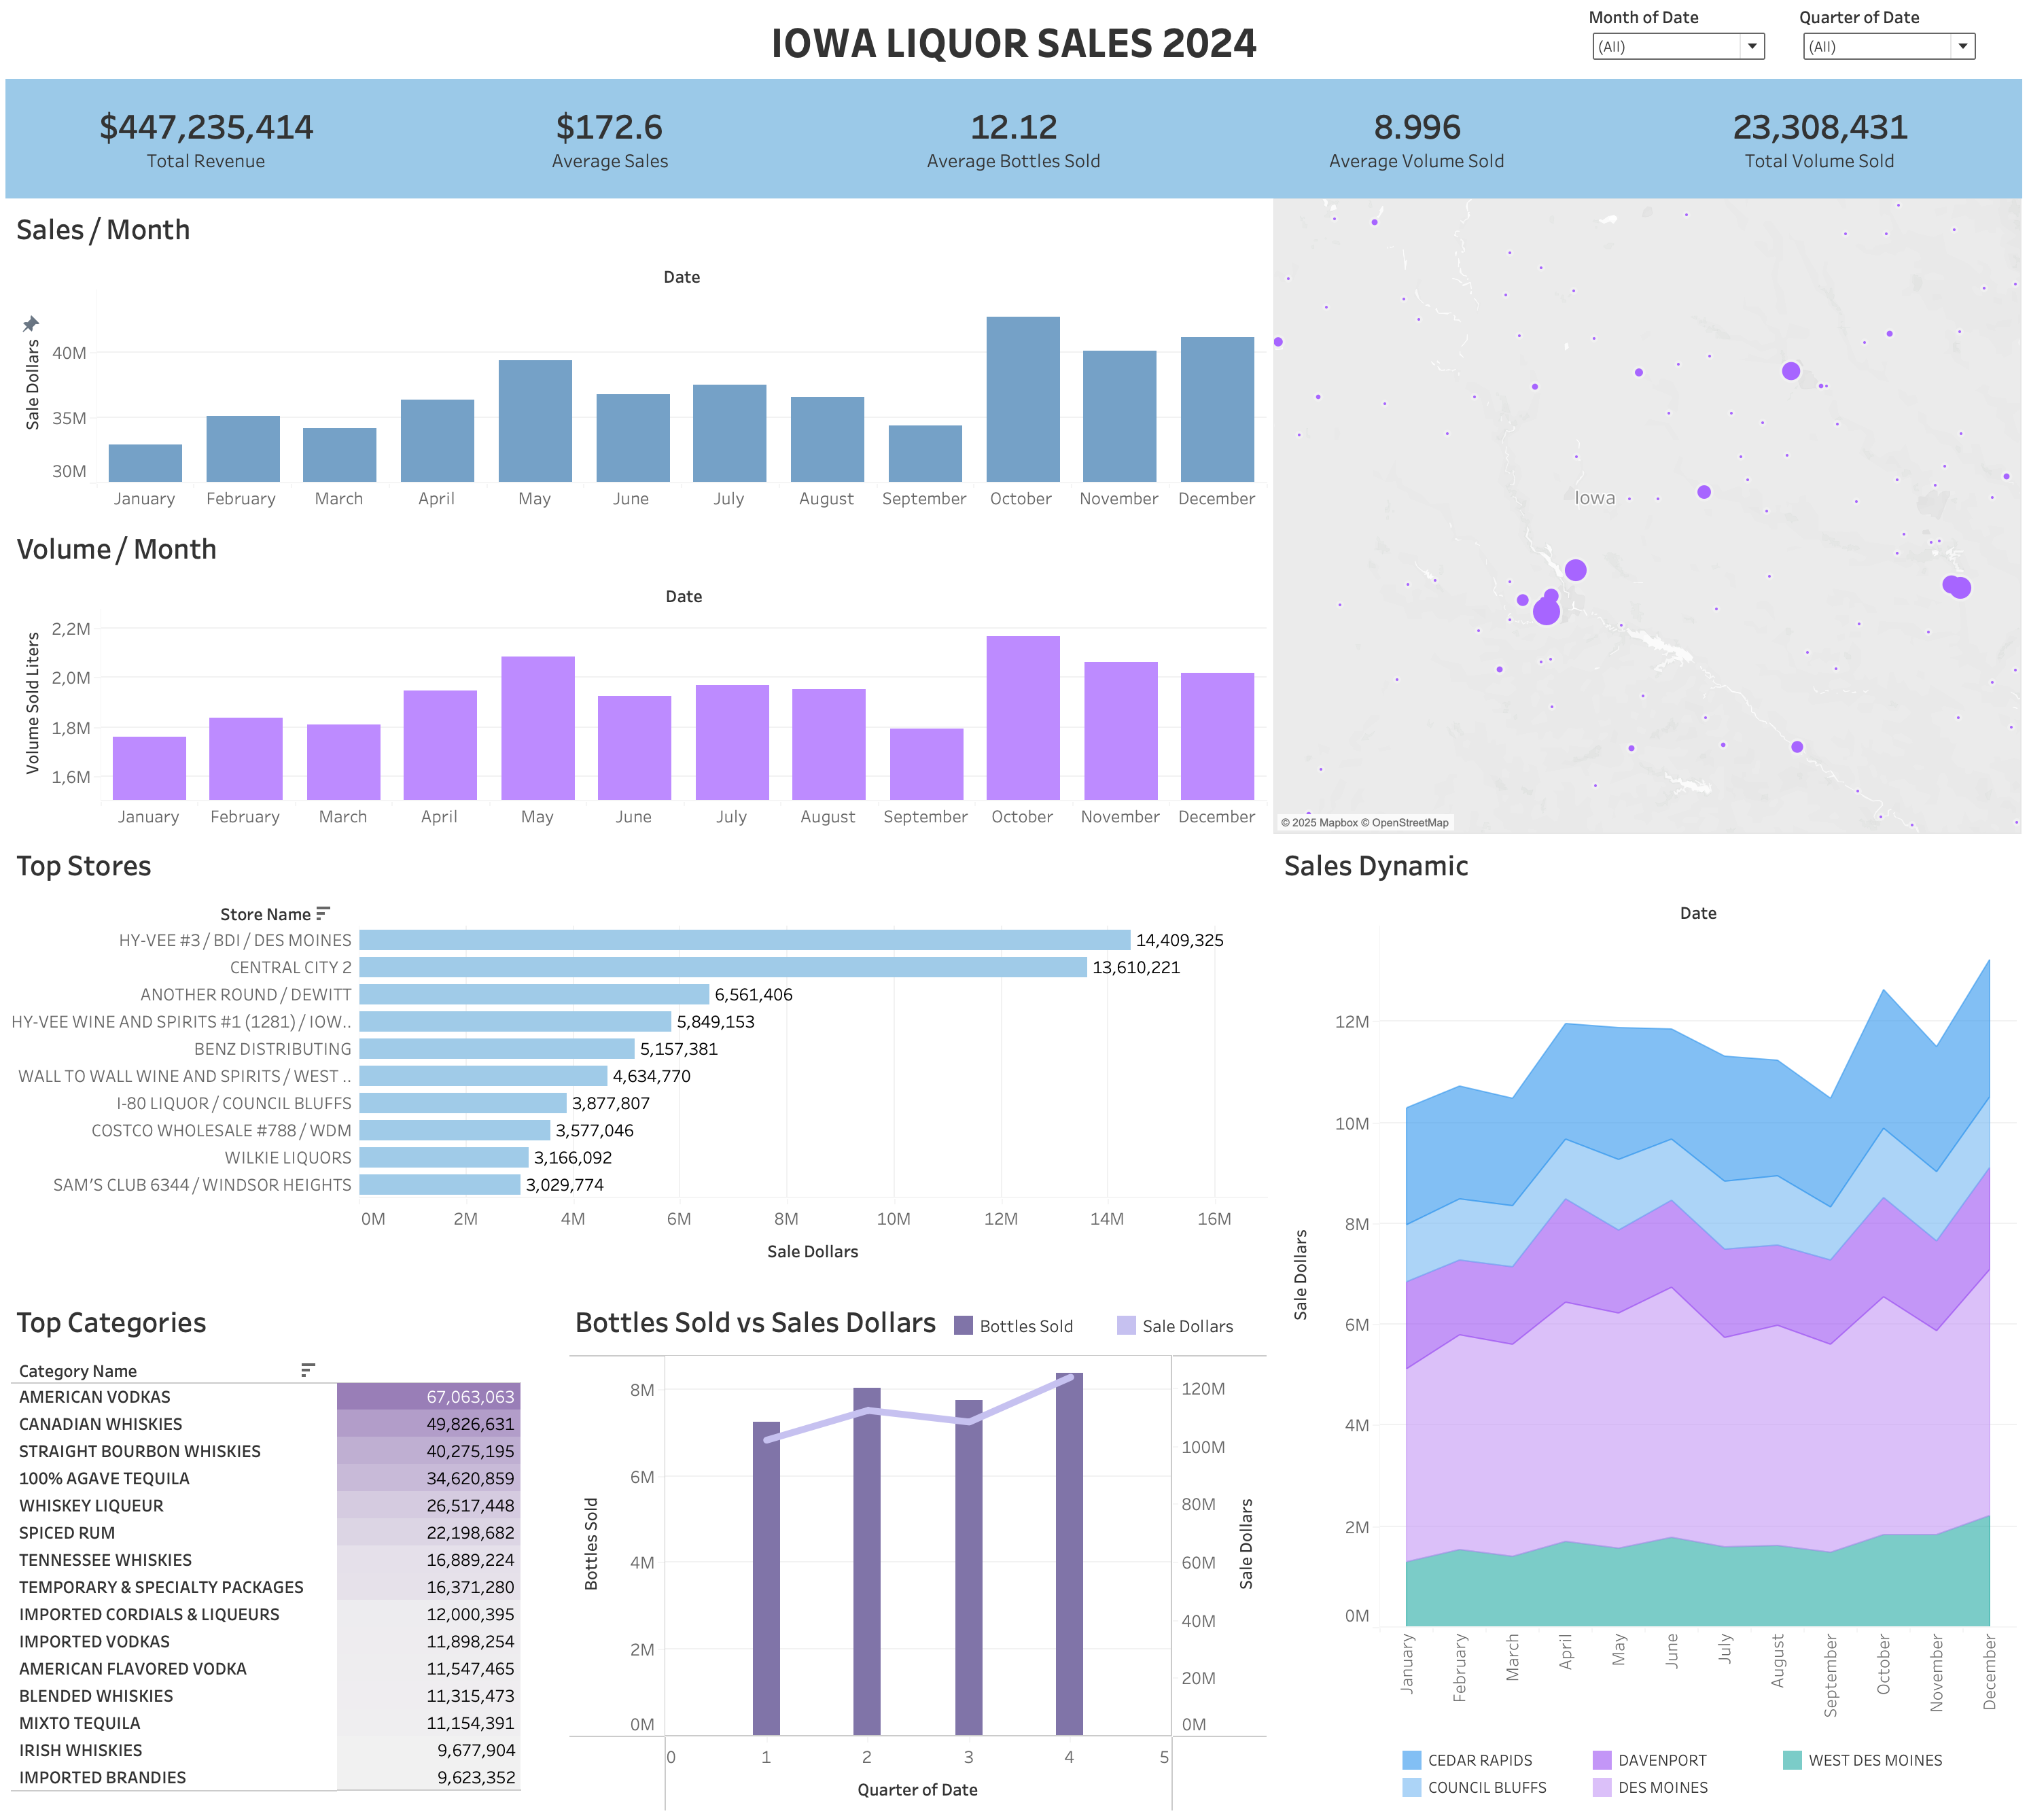 IOWA LIQUOR SALES 2024
Month of Date
(All)
Quarter of Date
(All)
$447,235,414
Total Revenue
$172.6
Average Sales
12.12
Average Bottles Sold
8.996
Average Volume Sold
23,308,431
Total Volume Sold
Sales / Month
Date
Sale Dollars
40M
35M
30M
January February March April May June July August September October November December
Volume / Month
Date
Volume Sold Liters
2,2M
2,0M
1,8M
1,6M
January February March April May June July August September October November December
Iowa
© 2025 Mapbox © OpenStreetMap
Top Stores
Store Name
HY-VEE #3 / BDI / DES MOINES 14,409,325
CENTRAL CITY 2 13,610,221
ANOTHER ROUND / DEWITT 6,561,406
HY-VEE WINE AND SPIRITS #1 (1281) / IOW.. 5,849,153
BENZ DISTRIBUTING 5,157,381
WALL TO WALL WINE AND SPIRITS / WEST .. 4,634,770
I-80 LIQUOR / COUNCIL BLUFFS 3,877,807
COSTCO WHOLESALE #788 / WDM 3,577,046
WILKIE LIQUORS 3,166,092
SAM'S CLUB 6344 / WINDSOR HEIGHTS 3,029,774
0M 2M 4M 6M 8M 10M 12M 14M 16M
Sale Dollars
Top Categories
Category Name
AMERICAN VODKAS 67,063,063
CANADIAN WHISKIES 49,826,631
STRAIGHT BOURBON WHISKIES 40,275,195
100% AGAVE TEQUILA 34,620,859
WHISKEY LIQUEUR 26,517,448
SPICED RUM 22,198,682
TENNESSEE WHISKIES 16,889,224
TEMPORARY & SPECIALTY PACKAGES 16,371,280
IMPORTED CORDIALS & LIQUEURS 12,000,395
IMPORTED VODKAS 11,898,254
AMERICAN FLAVORED VODKA 11,547,465
BLENDED WHISKIES 11,315,473
MIXTO TEQUILA 11,154,391
IRISH WHISKIES 9,677,904
IMPORTED BRANDIES 9,623,352
Bottles Sold vs Sales Dollars
Bottles Sold
Sale Dollars
Bottles Sold
8M
6M
4M
2M
0M
120M
100M
80M
60M
40M
20M
0M
Sale Dollars
0 1 2 3 4 5
Quarter of Date
Sales Dynamic
Date
Sale Dollars
12M
10M
8M
6M
4M
2M
0M
January February March April May June July August September October November December
CEDAR RAPIDS DAVENPORT WEST DES MOINES
COUNCIL BLUFFS DES MOINES